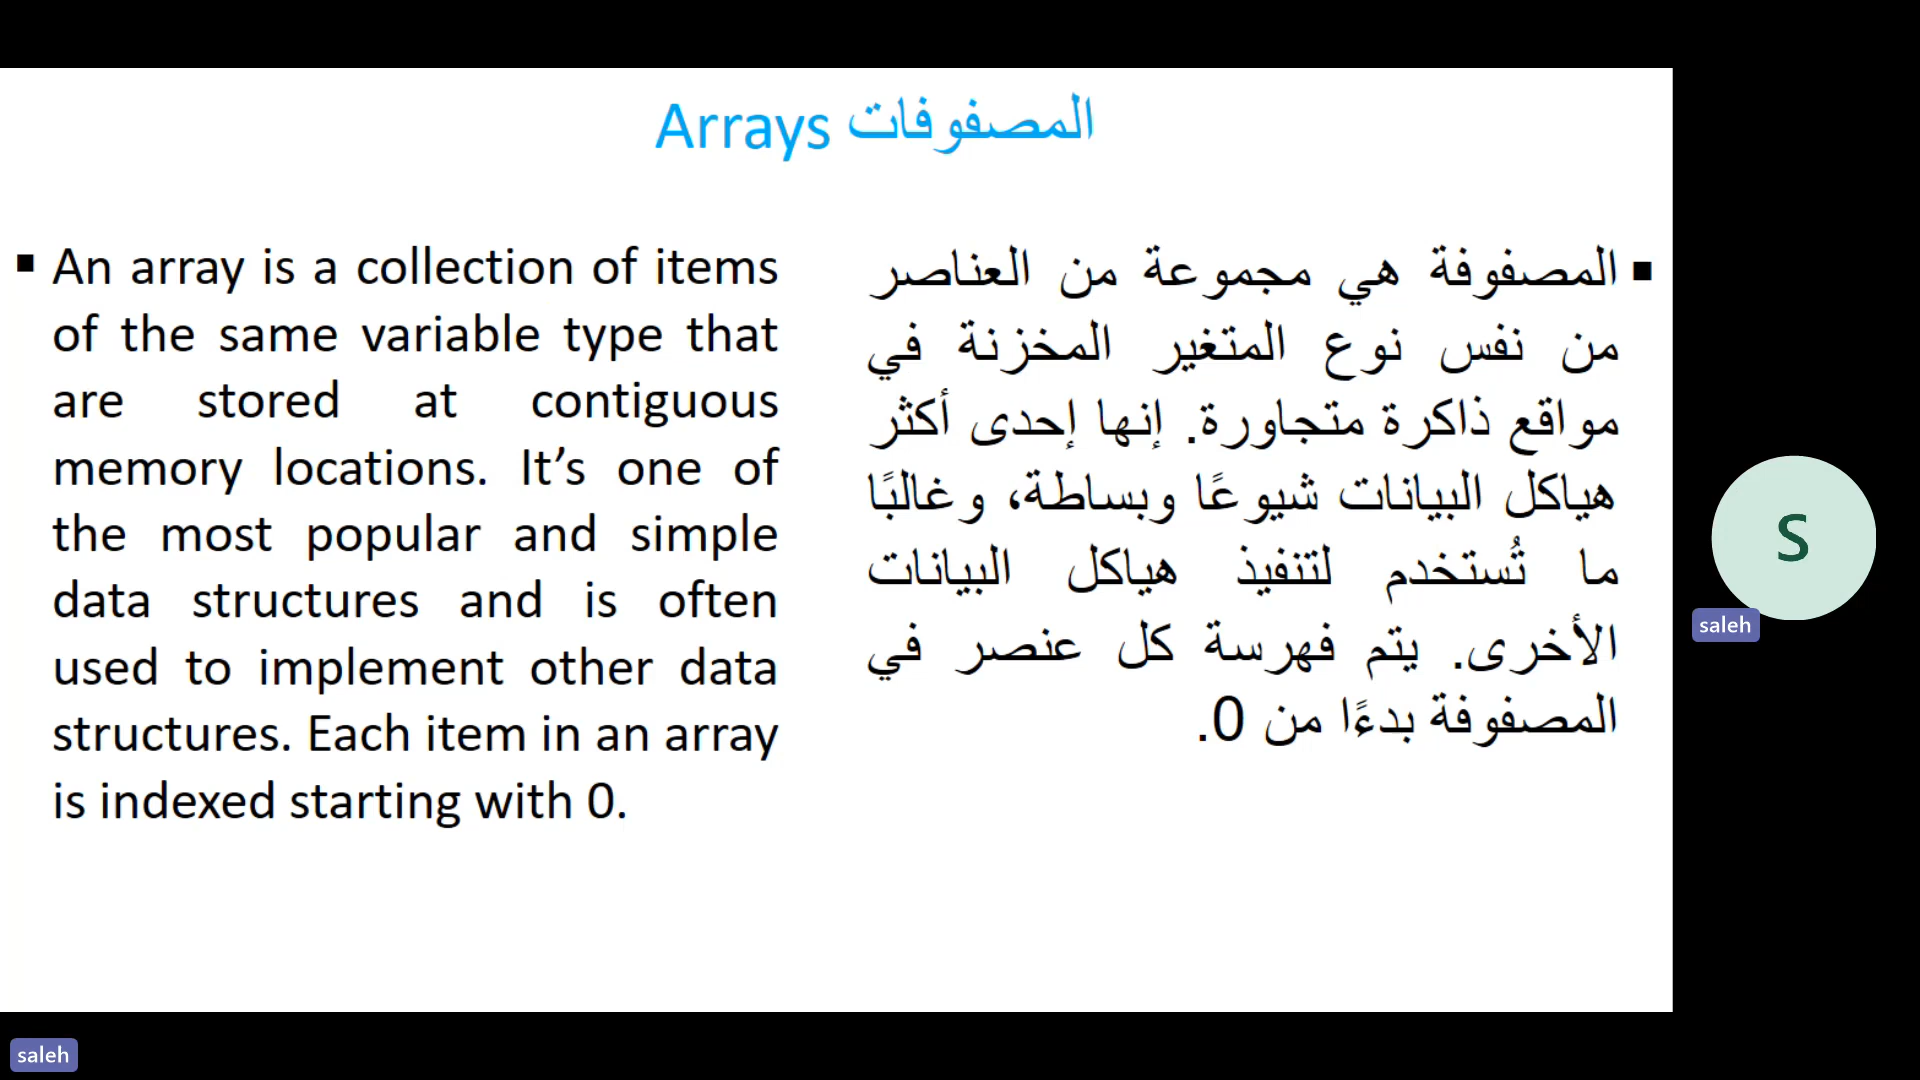 Arrays المصفوفات
▪ An array is a collection of items
of the same variable type that
are stored at contiguous
memory locations. It’s one of
the most popular and simple
data structures and is often
used to implement other data
structures. Each item in an array
is indexed starting with 0.
▪ المصفوفة هي مجموعة من العناصر
من نفس نوع المتغير المخزنة في
مواقع ذاكرة متجاورة. إنها إحدى أكثر
هياكل البيانات شيوعًا وبساطة، وغالبًا
ما تُستخدم لتنفيذ هياكل البيانات
الأخرى. يتم فهرسة كل عنصر في
المصفوفة بدءًا من 0.
S
saleh
saleh